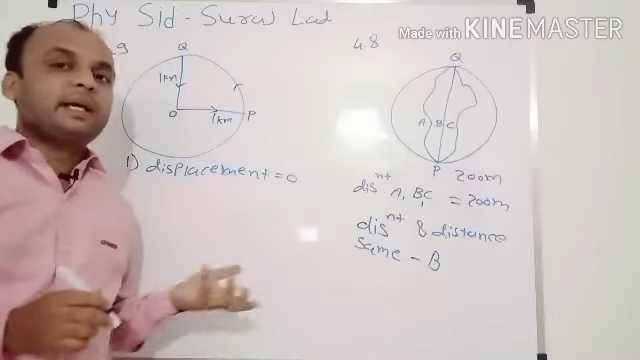 Phy Sid - Suraj Lad
Made with KINEMASTER
.9
Q
1km
O
1km
P
1) displacement = 0
4.8
Q
A B C
P
200m
disⁿᵗ A, B, C = 200m
disⁿᵗ & distance
same - B